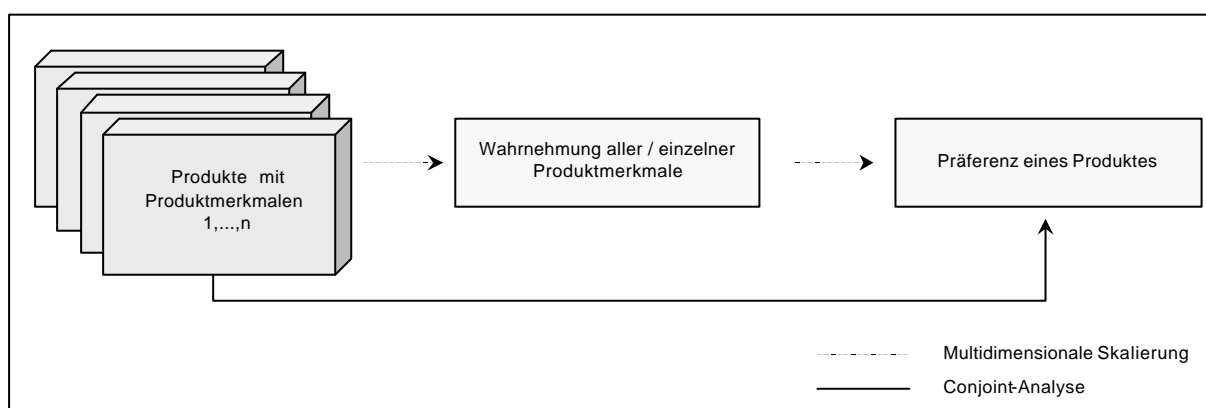 Produkte mit
Produktmerkmalen
1,...,n
Wahrnehmung aller / einzelner
Produktmerkmale
Präferenz eines Produktes
Multidimensionale Skalierung
Conjoint-Analyse